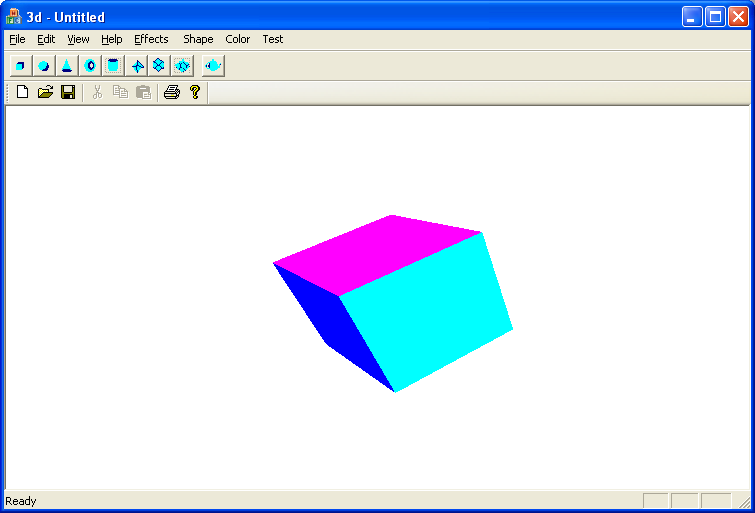 3d - Untitled
File Edit View Help Effects Shape Color Test
Ready